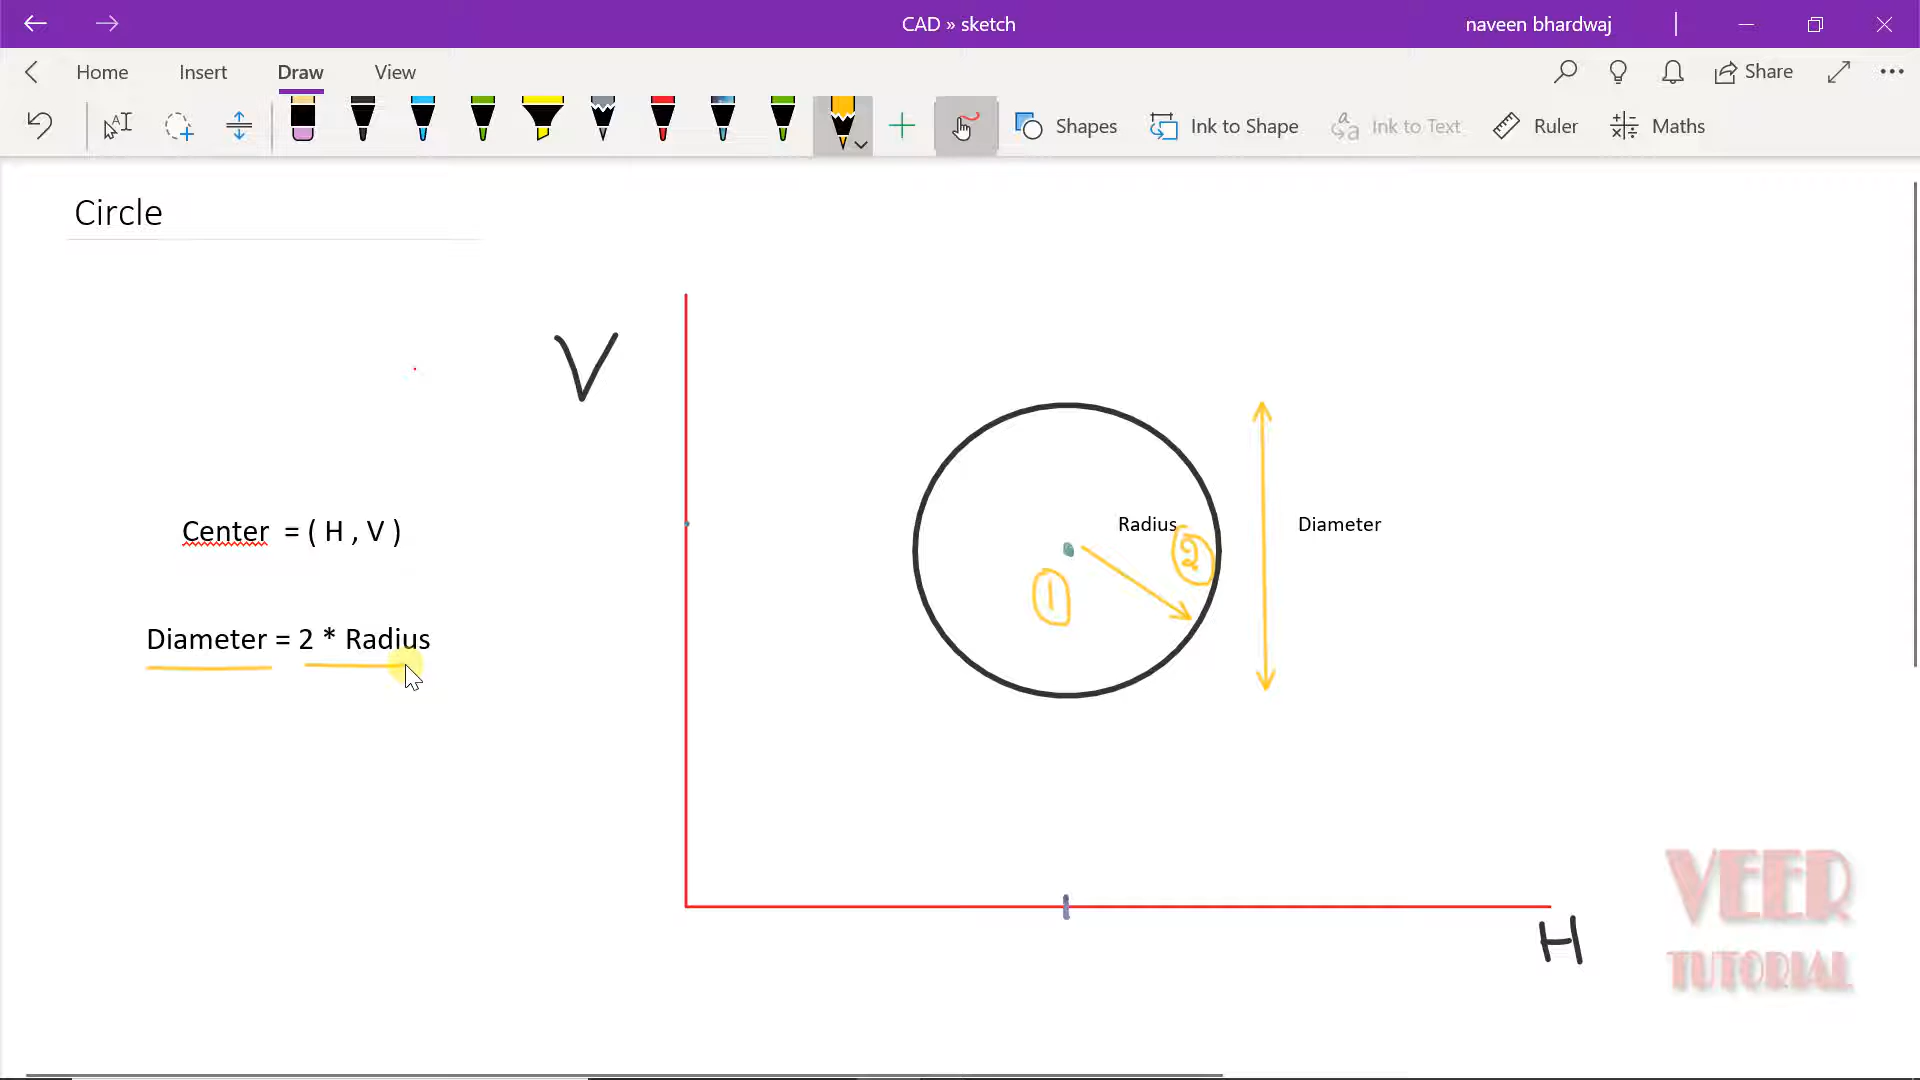 CAD » sketch
naveen bhardwaj
Home
Insert
Draw
View
Share
Shapes
Ink to Shape
Ink to Text
Ruler
Maths
Circle
V
Center = ( H , V )
Radius
Diameter
2
1
Diameter = 2 * Radius
H
VEER
TUTORIAL